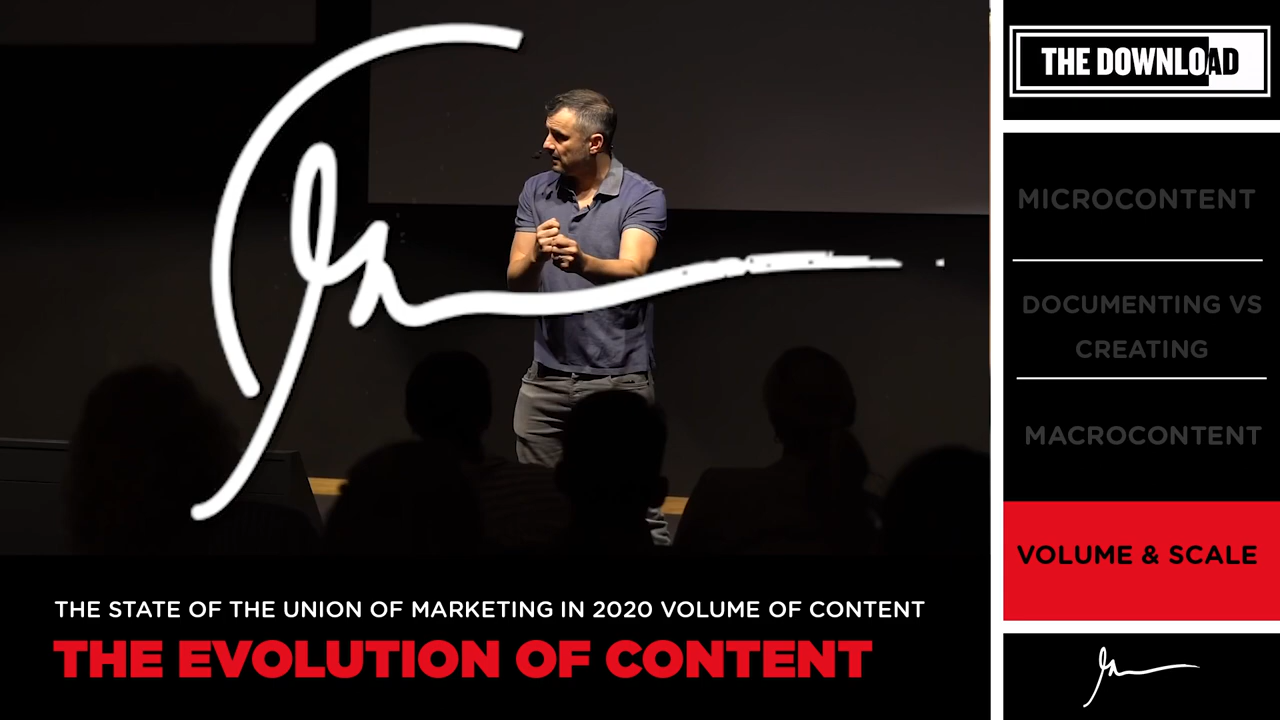 THE DOWNLOAD
MICROCONTENT
DOCUMENTING VS
CREATING
MACROCONTENT
VOLUME & SCALE
THE STATE OF THE UNION OF MARKETING IN 2020 VOLUME OF CONTENT
THE EVOLUTION OF CONTENT